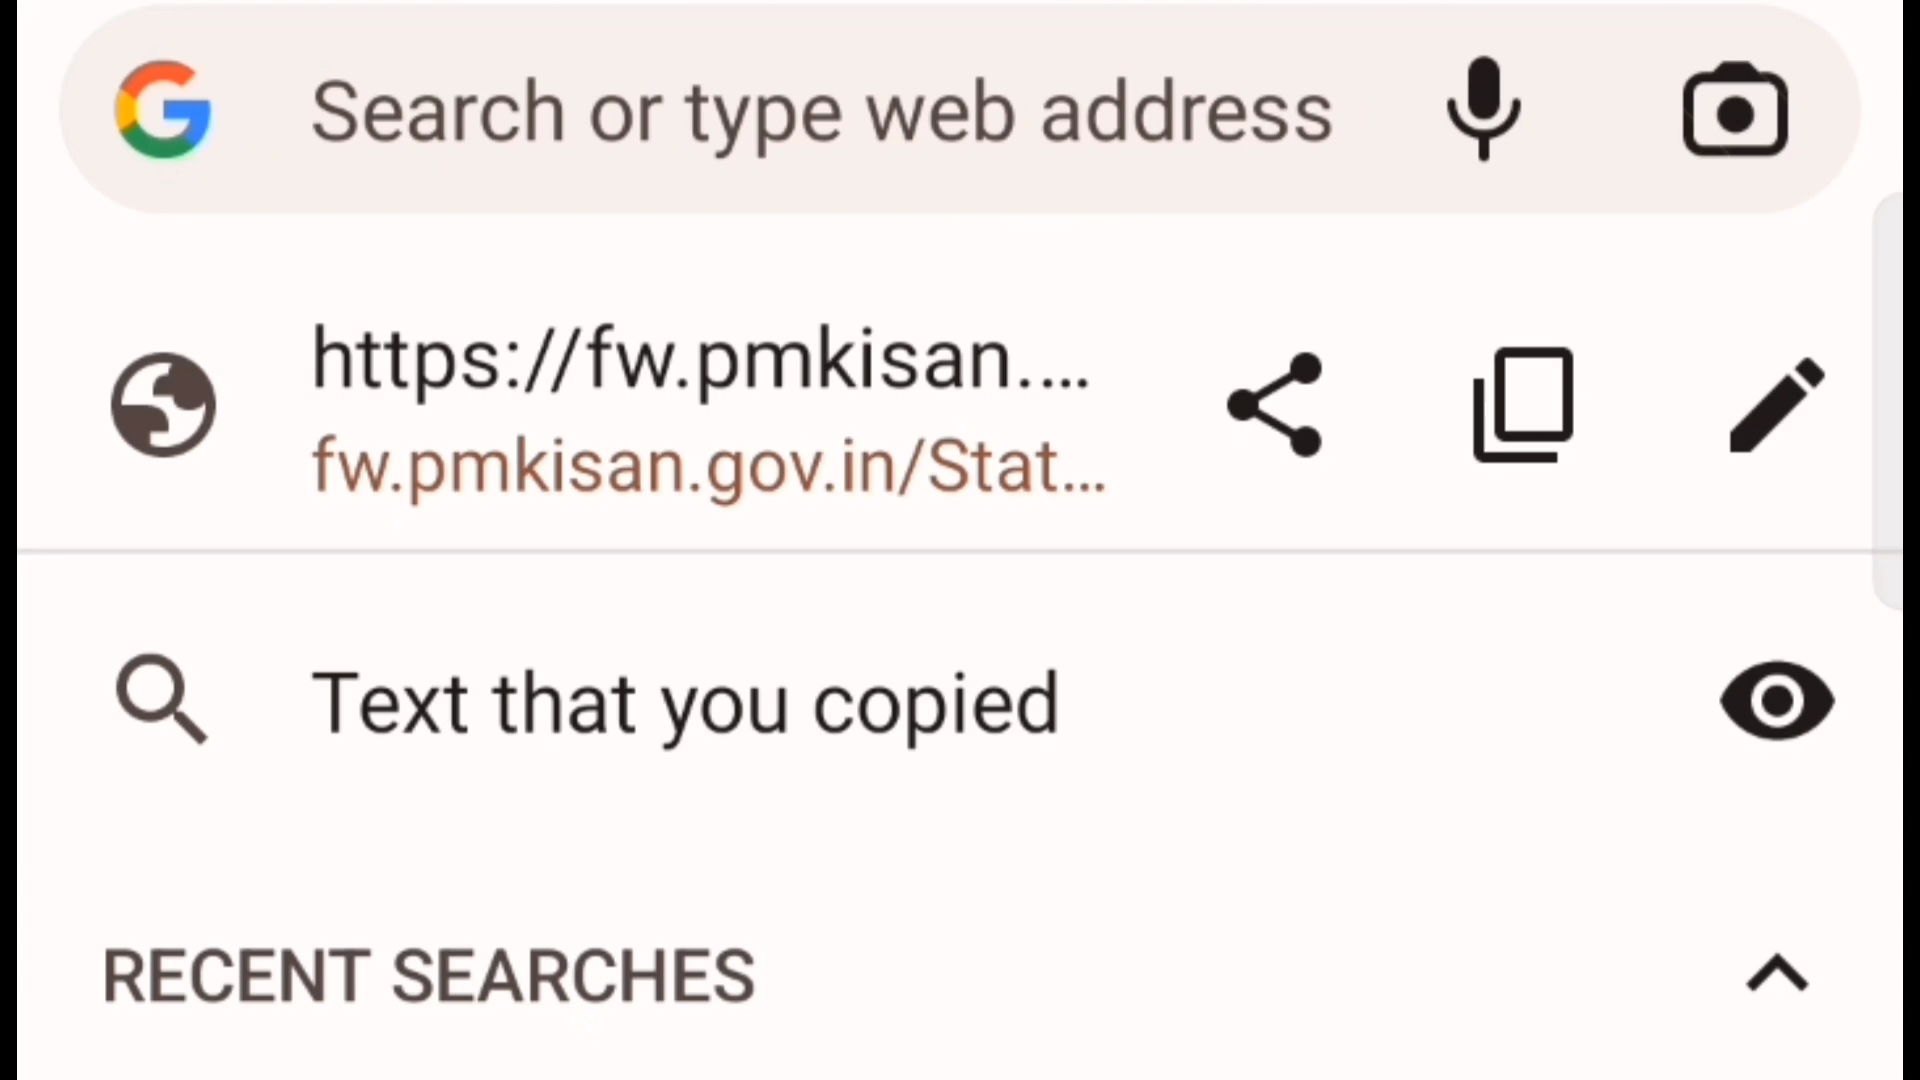 Search or type web address
https://fw.pmkisan....
fw.pmkisan.gov.in/Stat...
Text that you copied
RECENT SEARCHES